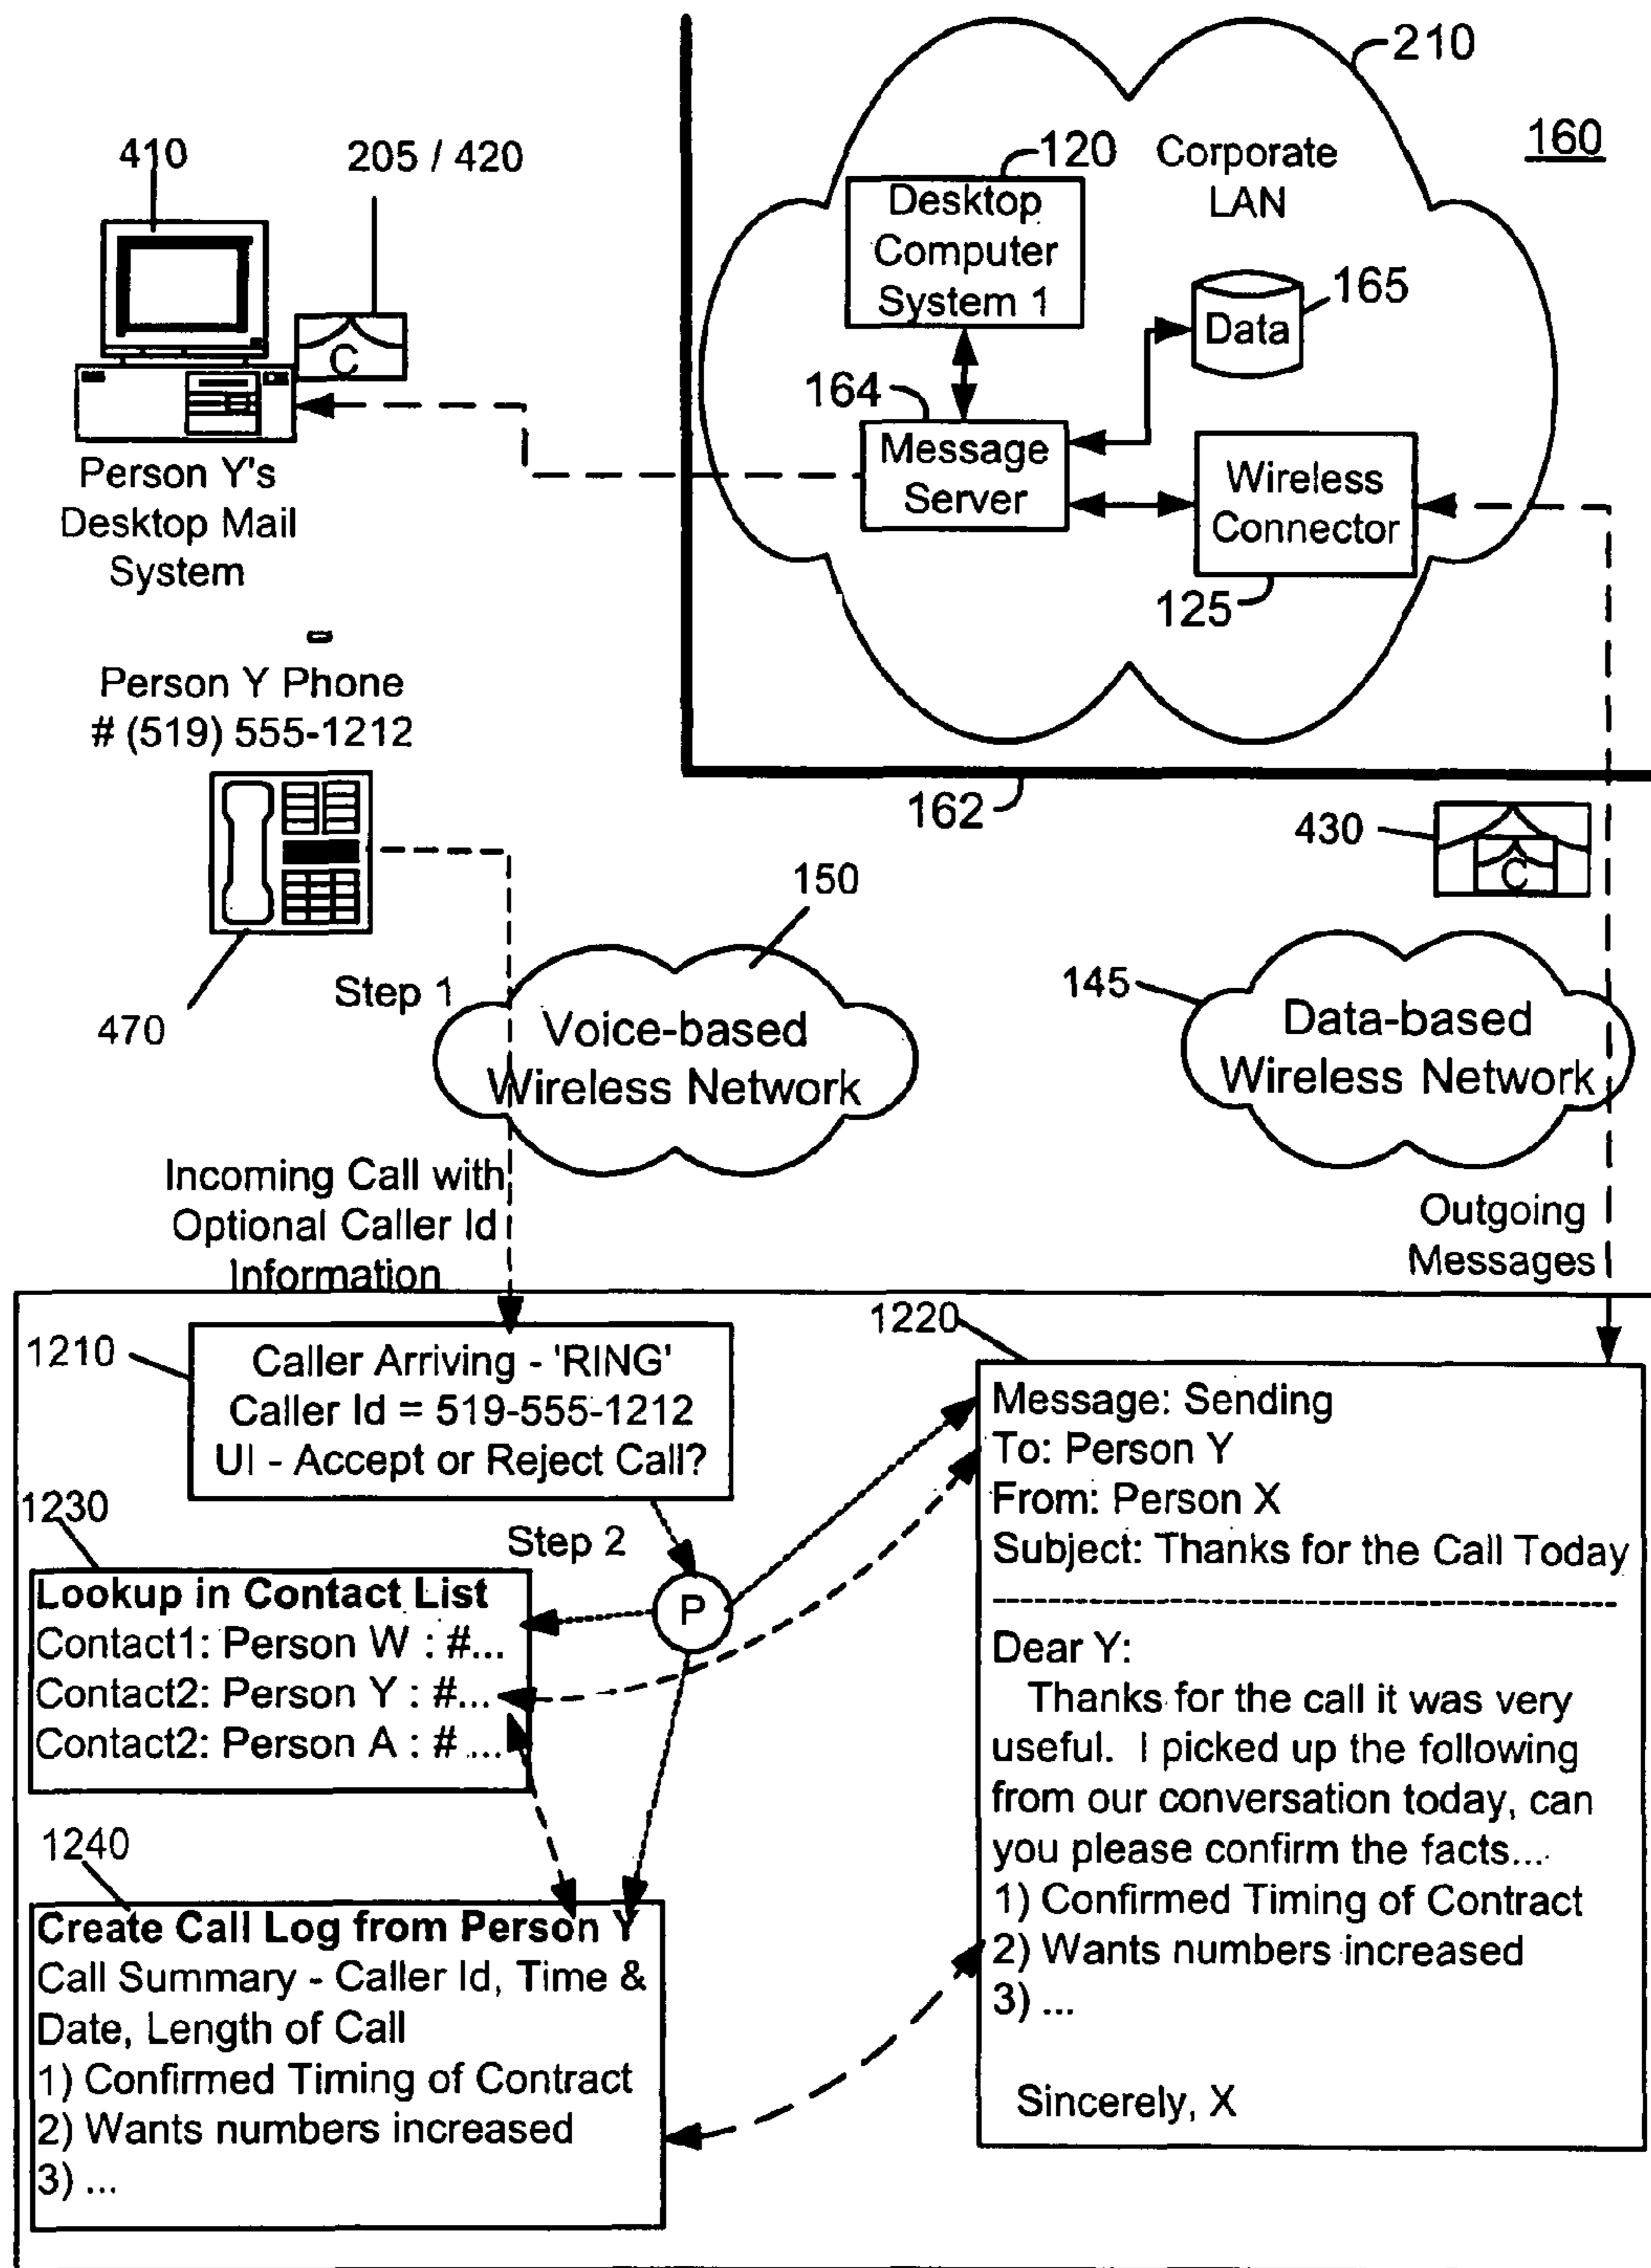 210
160
410
205 / 420
120
Corporate
LAN
Desktop
Computer
System 1
165
Data
C
164
Message
Server
Wireless
Connector
125
Person Y's
Desktop Mail
System
Person Y Phone
# (519) 555-1212
162
430
C
150
470
Step 1
145
Voice-based
Wireless Network
Data-based
Wireless Network
Incoming Call with
Optional Caller Id
Information
Outgoing
Messages
1210
Caller Arriving - 'RING'
Caller Id = 519-555-1212
UI - Accept or Reject Call?
1220
Message: Sending
To: Person Y
From: Person X
Subject: Thanks for the Call Today
Dear Y:
Thanks for the call it was very
useful. I picked up the following
from our conversation today, can
you please confirm the facts...
1) Confirmed Timing of Contract
2) Wants numbers increased
3) ...
Sincerely, X
1230
Step 2
P
Lookup in Contact List
Contact1: Person W : #...
Contact2: Person Y : #...
Contact2: Person A : # ...
1240
Create Call Log from Person Y
Call Summary - Caller Id, Time &
Date, Length of Call
1) Confirmed Timing of Contract
2) Wants numbers increased
3) ...